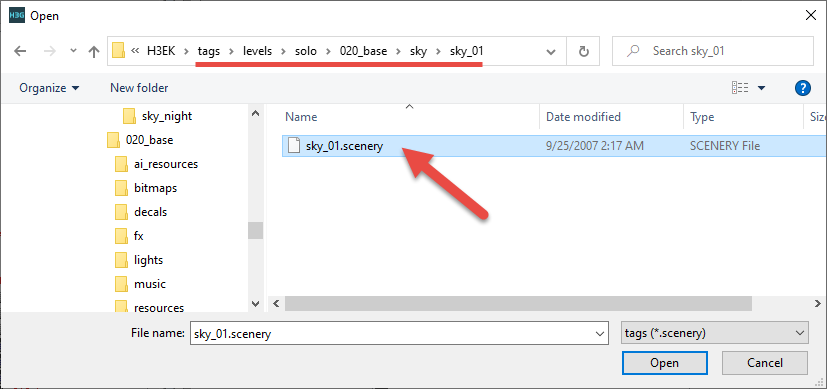 H3G Open
« H3EK › tags › levels › solo › 020_base › sky › sky_01
Search sky_01
Organize
New folder
Name
Date modified
Type
Siz
sky_night
020_base
ai_resources
bitmaps
decals
fx
lights
music
resources
sky_01.scenery
9/25/2007 2:17 AM
SCENERY File
File name:
sky_01.scenery
tags (*.scenery)
Open
Cancel